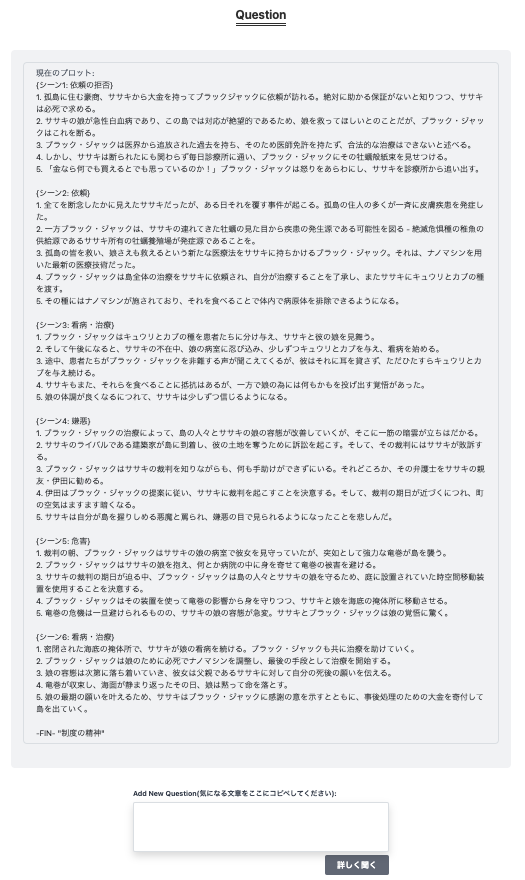 Question
現在のプロット:
{シーン1: 依頼の拒否}
1. 孤島に住む豪商、ササキから大金を持ってブラックジャックに依頼が訪れる。絶対に助かる保証がないと知りつつ、ササキ
は必死で求める。
2. ササキの娘が急性白血病であり、この島では対応が絶望的であるため、娘を救ってほしいとのことだが、ブラック・ジャッ
クはこれを断る。
3. ブラック・ジャックは医界から追放された過去を持ち、そのため医師免許を持たず、合法的な治療はできないと述べる。
4. しかし、ササキは断られたにも関わらず毎日診療所に通い、ブラック・ジャックにその牡蠣殻紙束を見せつける。
5. 「金なら何でも買えるとでも思っているのか！」ブラック・ジャックは怒りをあらわにし、ササキを診療所から追い出す。
{シーン2: 依頼}
1. 全てを断念したかに見えたササキだったが、ある日それを覆す事件が起こる。孤島の住人の多くが一斉に皮膚疾患を発症し
た。
2. 一方ブラック・ジャックは、ササキの連れてきた牡蠣の見た目から疾患の発生源である可能性を図る - 絶滅危惧種の稚魚の
供給源であるササキ所有の牡蠣養殖場が発症源であることを。
3. 孤島の皆を救い、娘さえも救えるという新たな医療法をササキに持ちかけるブラック・ジャック。それは、ナノマシンを用
いた最新の医療技術だった。
4. ブラック・ジャックは島全体の治療をササキに依頼され、自分が治療することを了承し、またササキにキュウリとカブの種
を渡す。
5. その種にはナノマシンが施されており、それを食べることで体内で病原体を排除できるようになる。
{シーン3: 看病・治療}
1. ブラック・ジャックはキュウリとカブの種を患者たちに分け与え、ササキと彼の娘を見舞う。
2. そして午後になると、ササキの不在中、娘の病室に忍び込み、少しずつキュウリとカブを与え、看病を始める。
3. 途中、患者たちがブラック・ジャックを非難する声が聞こえてくるが、彼はそれに耳を貸さず、ただひたすらキュウリとカ
ブを与え続ける。
4. ササキもまた、それらを食べることに抵抗はあるが、一方で娘の為には何もかもを投げ出す覚悟があった。
5. 娘の体調が良くなるにつれて、ササキは少しずつ信じるようになる。
{シーン4: 嫌悪}
1. ブラック・ジャックの治療によって、島の人々とササキの娘の容態が改善していくが、そこに一筋の暗雲が立ちはだかる。
2. ササキのライバルである建築家が島に到着し、彼の土地を奪うために訴訟を起こす。そして、その裁判にはササキが敗訴す
る。
3. ブラック・ジャックはササキの裁判を知りながらも、何も手助けができずにいる。それどころか、その弁護士をササキの親
友・伊田に勧める。
4. 伊田はブラック・ジャックの提案に従い、ササキに裁判を起こすことを決意する。そして、裁判の期日が近づくにつれ、町
の空気はますます暗くなる。
5. ササキは自分が島を握りしめる悪魔と罵られ、嫌悪の目で見られるようになったことを悲しんだ。
{シーン5: 危害}
1. 裁判の朝、ブラック・ジャックはササキの娘の病室で彼女を見守っていたが、突如として強力な竜巻が島を襲う。
2. ブラック・ジャックはササキの娘を抱え、何とか病院の中に身を寄せて竜巻の被害を避ける。
3. ササキの裁判の期日が迫る中、ブラック・ジャックは島の人々とササキの娘を守るため、庭に設置されていた時空間移動装
置を使用することを決意する。
4. ブラック・ジャックはその装置を使って竜巻の影響から身を守りつつ、ササキと娘を海底の掩体所に移動させる。
5. 竜巻の危機は一旦避けられるものの、ササキの娘の容態が急変。ササキとブラック・ジャックは娘の覚悟に驚く。
{シーン6: 看病・治療}
1. 密閉された海底の掩体所で、ササキが娘の看病を続ける。ブラック・ジャックも共に治療を助けていく。
2. ブラック・ジャックは娘のために必死でナノマシンを調整し、最後の手段として治療を開始する。
3. 娘の容態は次第に落ち着いていき、彼女は父親であるササキに対して自分の死後の願いを伝える。
4. 竜巻が収束し、海面が静まり返ったその日、娘は黙って命を落とす。
5. 娘の最期の願いを叶えるため、ササキはブラック・ジャックに感謝の意を示すとともに、事後処理のための大金を寄付して
島を出ていく。
-FIN- "制度の精神"
Add New Question(気になる文章をここにコピペしてください):
詳しく聞く